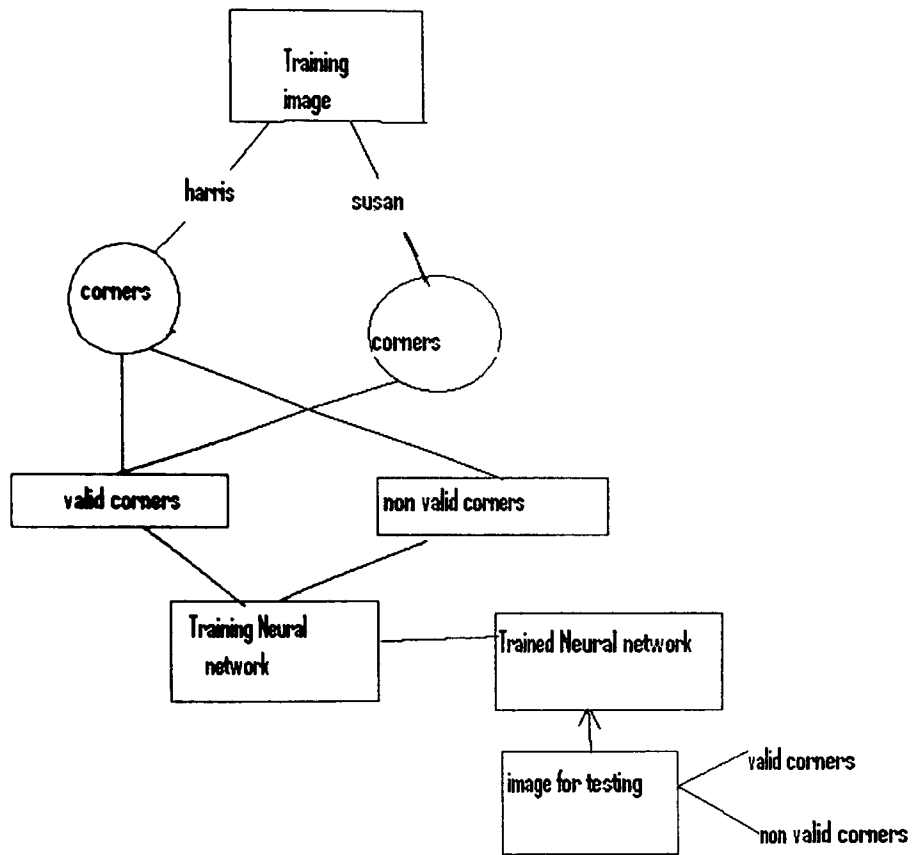 Training
image
harris
susan
corners
corners
valid corners
non valid corners
Training Neural
network
Trained Neural network
image for testing
valid corners
non valid corners